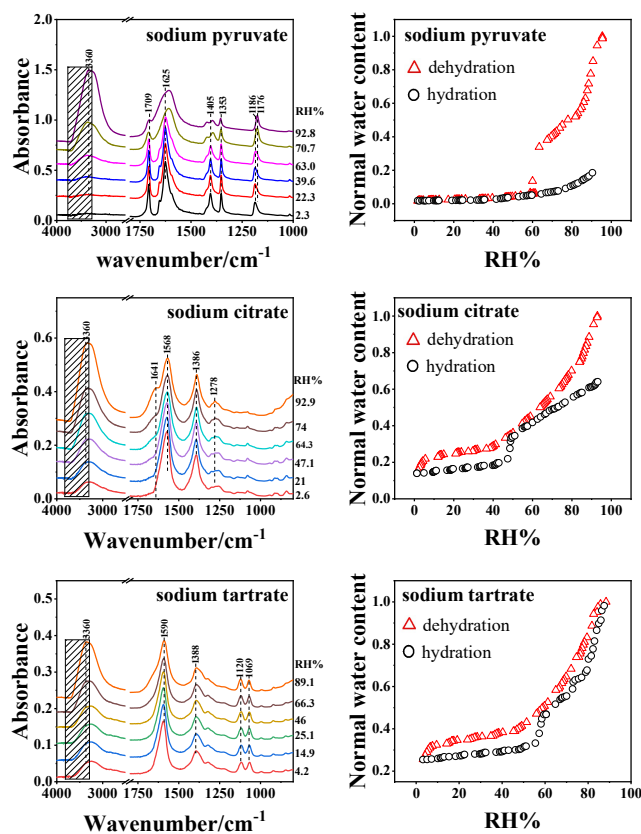 sodium pyruvate
3360
1709
1625
1405
1353
1186
1176
RH%
92.8
70.7
63.0
39.6
22.3
2.3
Absorbance
2.0
1.5
1.0
0.5
0.0
4000 3000 1750 1500 1250 1000
wavenumber/cm-1
sodium pyruvate
dehydration
hydration
Normal water content
1.0
0.8
0.6
0.4
0.2
0.0
0 20 40 60 80 100
RH%
sodium citrate
3360
1641
1568
1386
1278
RH%
92.9
74
64.3
47.1
21
2.6
Absorbance
0.6
0.4
0.2
0.0
4000 3000 1750 1500 1250 1000
Wavenumber/cm-1
sodium citrate
dehydration
hydration
Normal water content
1.0
0.8
0.6
0.4
0.2
0.0
0 20 40 60 80 100
RH%
sodium tartrate
3360
1590
1388
1120
1069
RH%
89.1
66.3
46
25.1
14.9
4.2
Absorbance
0.5
0.4
0.3
0.2
0.1
0.0
4000 3000 1750 1500 1250 1000
Wavenumber/cm-1
sodium tartrate
dehydration
hydration
Normal water content
1.0
0.8
0.6
0.4
0.2
0 10 20 30 40 50 60 70 80 90 100
RH%